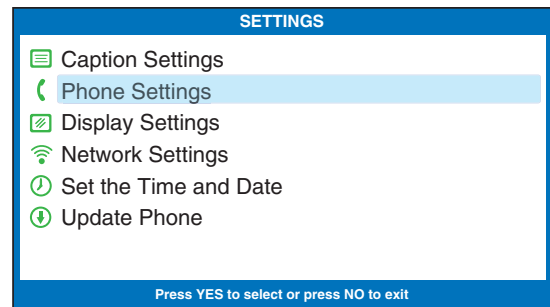 SETTINGS
Caption Settings
Phone Settings
Display Settings
Network Settings
Set the Time and Date
Update Phone
Press YES to select or press NO to exit